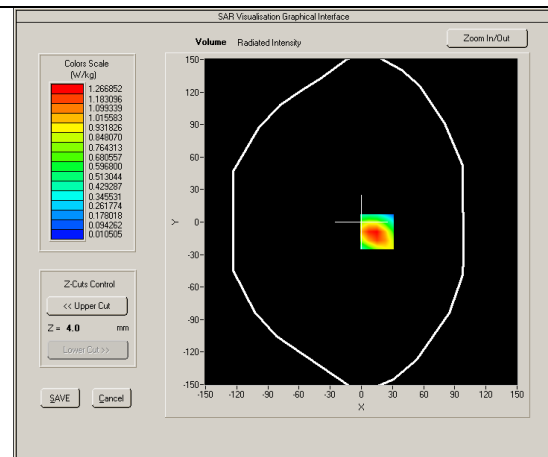 SAR Visualisation Graphical Interface
Volume Radiated Intensity
Zoom In/Out
Colors Scale
(W/kg)
1.266852
1.183096
1.099339
1.015583
0.931826
0.848070
0.764313
0.680557
0.596800
0.513044
0.429287
0.345531
0.261774
0.178018
0.094262
0.010505
Z-Cuts Control
<< Upper Cut
Z = 4.0 mm
Lower Cut >>
SAVE Cancel
150
120
90
60
30
0
-30
-60
-90
-120
-150
Y
-150 -120 -90 -60 -30 0 30 60 90 120 150
X